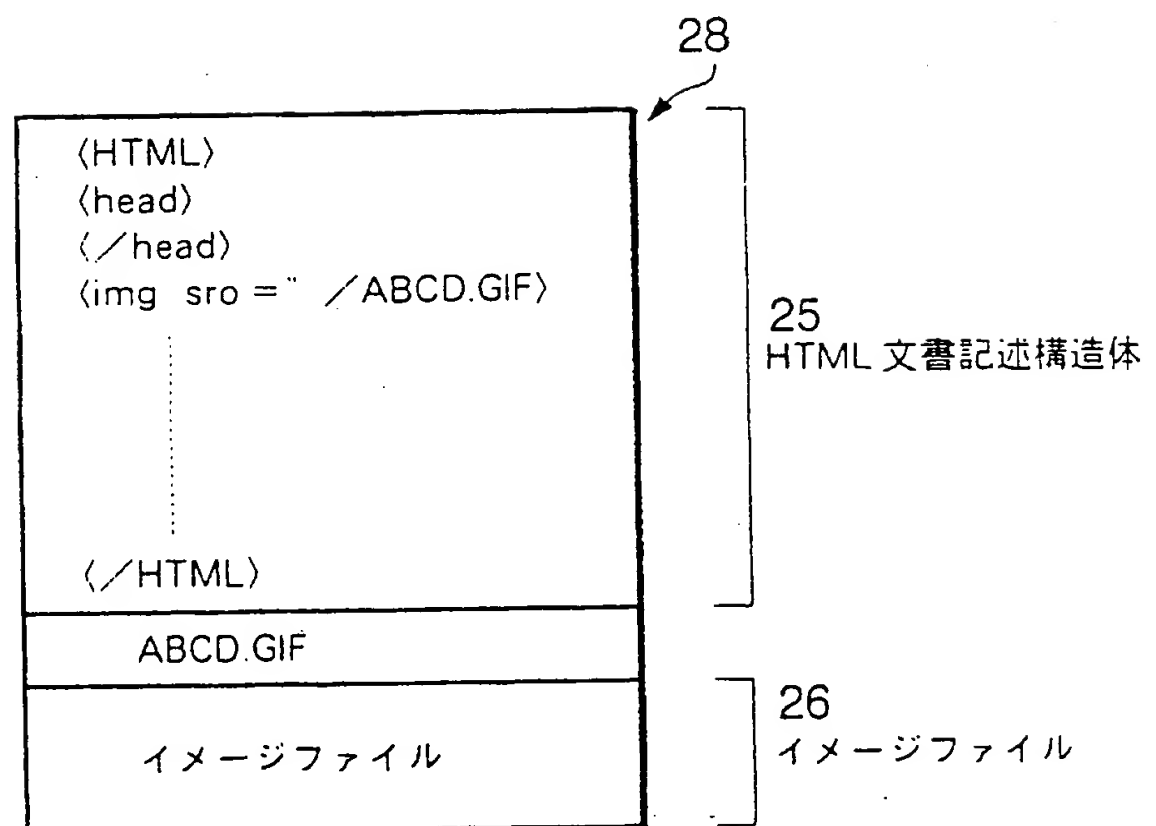 28
〈HTML〉
〈head〉
〈／head〉
〈img sro =¨ ／ABCD.GIF〉
〈／HTML〉
ABCD.GIF
イメージファイル
25
HTML 文書記述構造体
26
イメージファイル